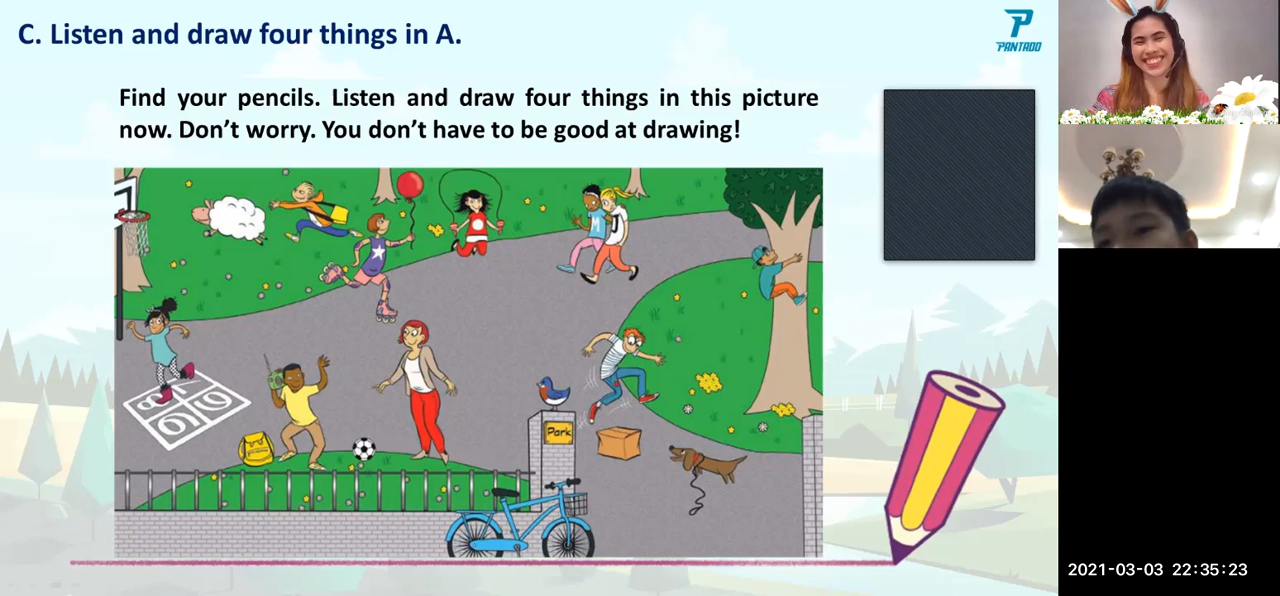 C. Listen and draw four things in A.
PANTADO
Find your pencils. Listen and draw four things in this picture
now. Don't worry. You don't have to be good at drawing!
M J
Park
2021-03-03 22:35:23